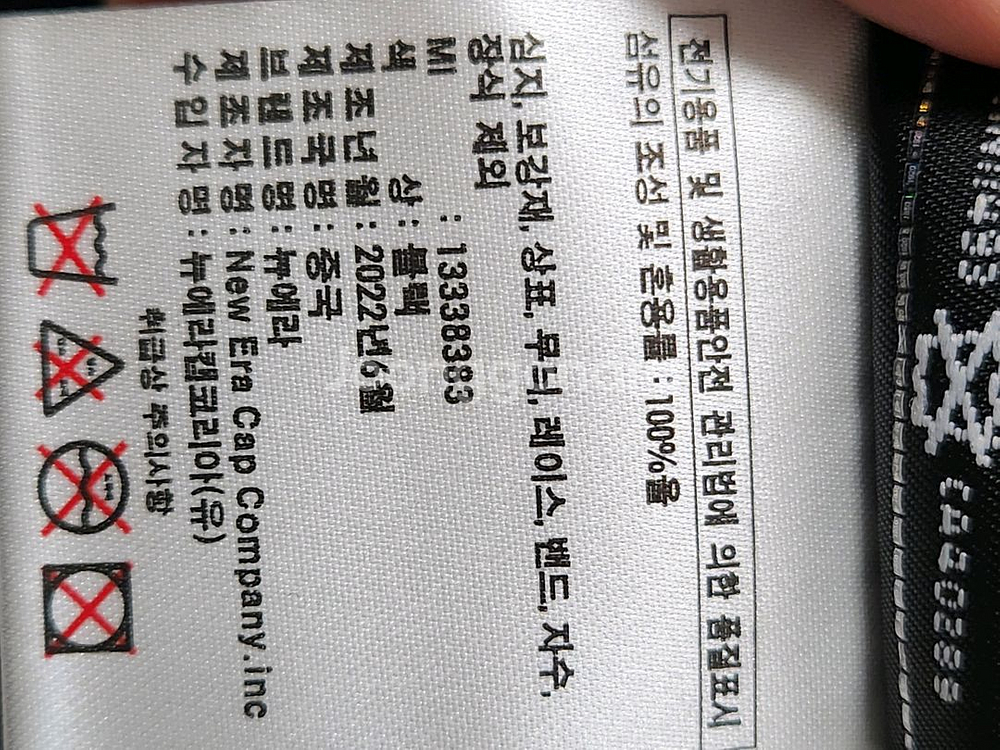 전기용품 및 생활용품안전 관리법에 의한 품질표시
섬유의 조성 및 혼용률 : 100%울
심지, 보강재, 상표, 무늬, 레이스, 밴드, 자수,
장식 제외
MI : 13338383
색 상 : 블랙
제 조 년 월 : 2022년6월
제 조 국 명 : 중국
브 랜 드 명 : 뉴에라
제 조 자 명 : New Era Cap Company.inc
수 입 자 명 : 뉴에라캡코리아(유)
취급상 주의사항